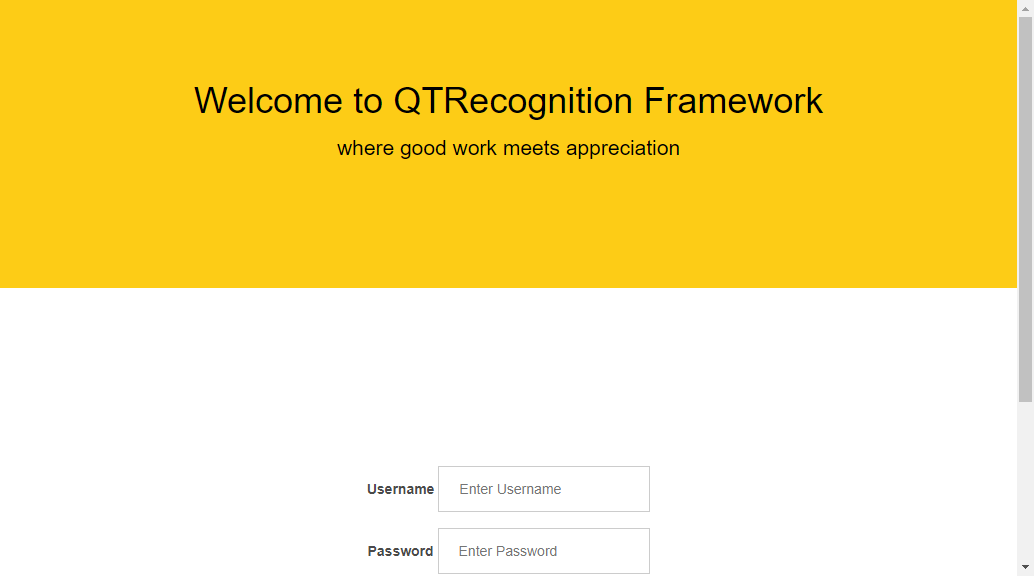 Welcome to QTRecognition Framework
where good work meets appreciation
Username Enter Username
Password Enter Password